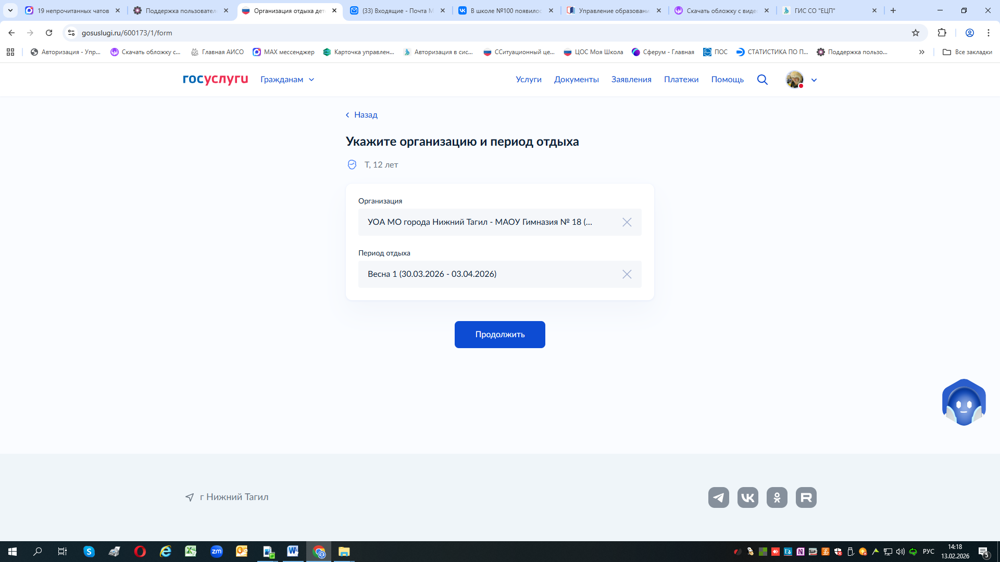 19 непрочитанных чатов
Поддержка пользовател
Организация отдыха дет
(33) Входящие - Почта M
В школе №100 появилос
Управление образовани
Скачать обложку с виде
ГИС СО "ЕЦП"
gosuslugi.ru/600173/1/form
Авторизация - Упр...
Скачать обложку с...
Главная АИСО
MAX мессенджер
Карточка управлен...
Авторизация в сис...
ССитуационный це...
ЦОС Моя Школа
Сферум - Главная
ПОС
СТАТИСТИКА ПО П...
Поддержка пользо...
Все закладки
госуслуги
Гражданам
Услуги
Документы
Заявления
Платежи
Помощь
Назад
Укажите организацию и период отдыха
Т, 12 лет
Организация
УОА МО города Нижний Тагил - МАОУ Гимназия № 18 (...
Период отдыха
Весна 1 (30.03.2026 - 03.04.2026)
Продолжить
г Нижний Тагил
РУС
14:18
13.02.2026
5